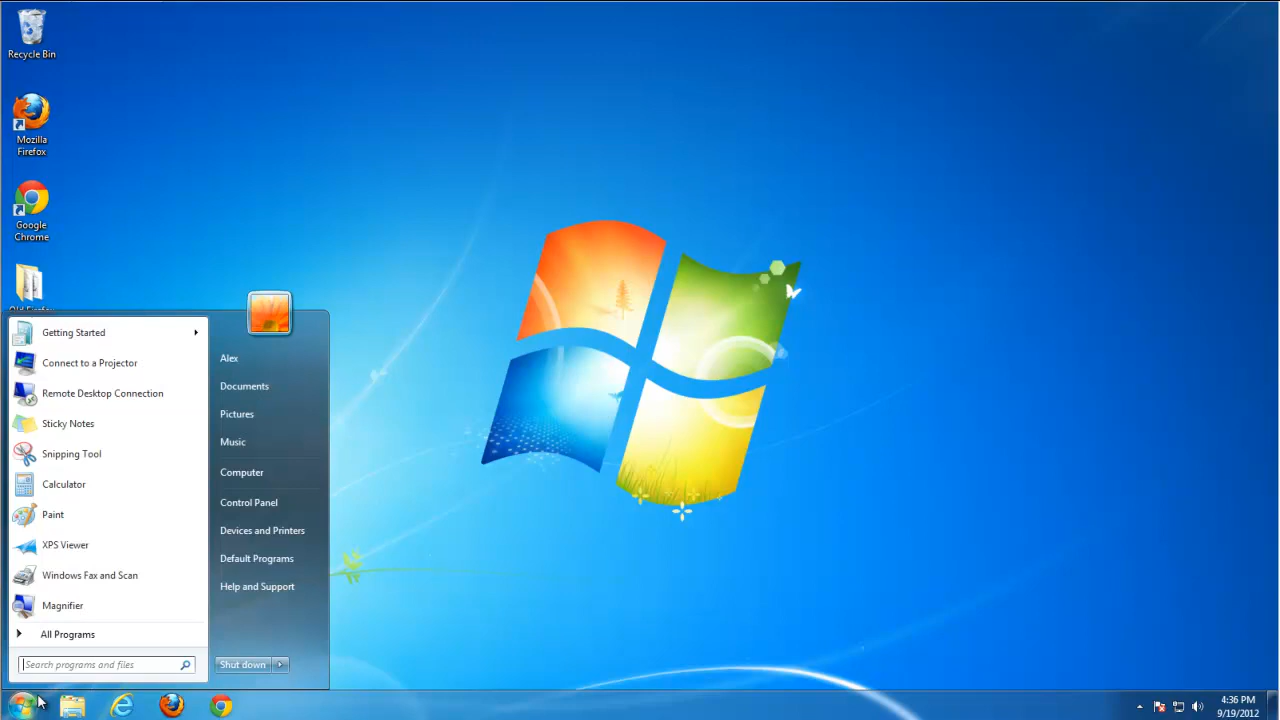 Recycle Bin
Mozilla
Firefox
Google
Chrome
Getting Started
Connect to a Projector
Remote Desktop Connection
Sticky Notes
Snipping Tool
Calculator
Paint
XPS Viewer
Windows Fax and Scan
Magnifier
All Programs
Search programs and files
Alex
Documents
Pictures
Music
Computer
Control Panel
Devices and Printers
Default Programs
Help and Support
Shut down
4:36 PM
9/19/2012